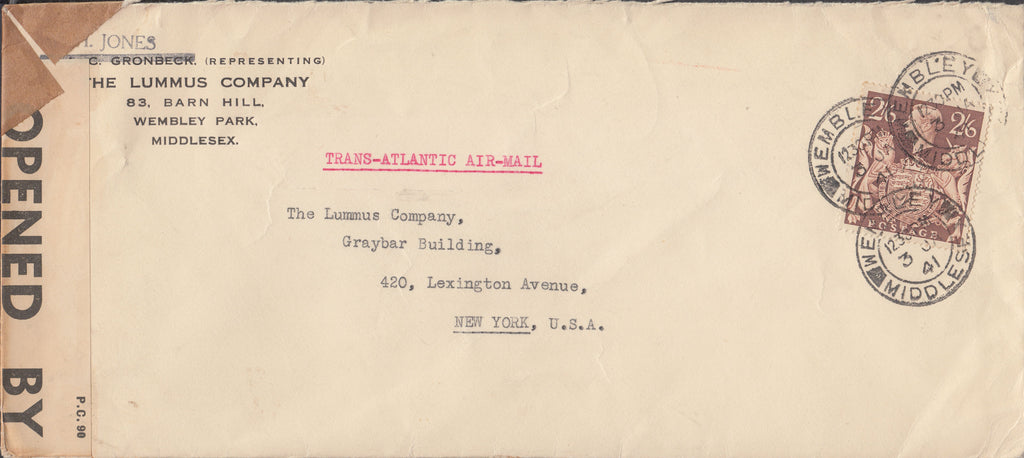 H. JONES
C. GRONBECK. (REPRESENTING)
THE LUMMUS COMPANY
83, BARN HILL,
WEMBLEY PARK,
MIDDLESEX.
TRANS-ATLANTIC AIR-MAIL
The Lummus Company,
Graybar Building,
420, Lexington Avenue,
NEW YORK, U.S.A.
2/6 2/6
POSTAGE
WEMBLEY
MIDDLESEX
41
OPENED BY
P.C. 90